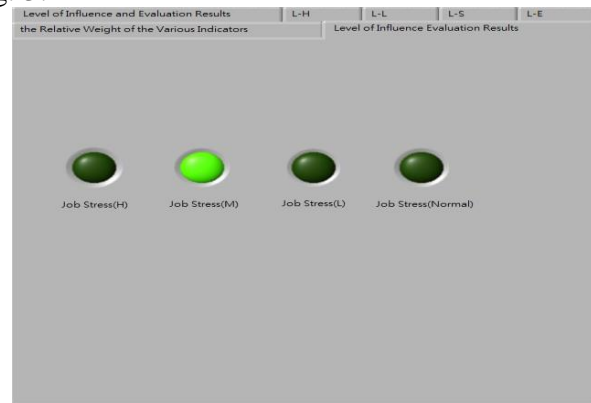 Level of Influence and Evaluation Results L-H L-L L-S L-E
the Relative Weight of the Various Indicators Level of Influence Evaluation Results
Job Stress(H) Job Stress(M) Job Stress(L) Job Stress(Normal)